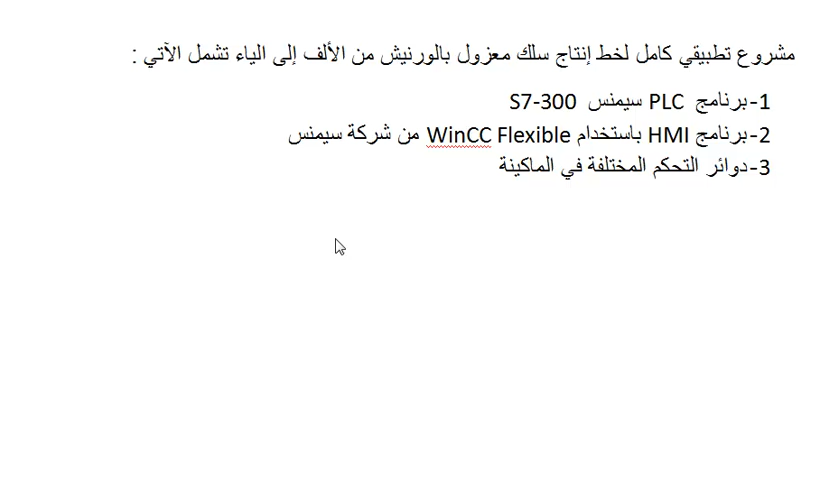 مشروع تطبيقي كامل لخط إنتاج سلك معزول بالورنيش من الألف إلى الياء تشمل الآتي :
1-برنامج PLC سيمنس S7-300
2-برنامج HMI باستخدام WinCC Flexible من شركة سيمنس
3-دوائر التحكم المختلفة في الماكينة